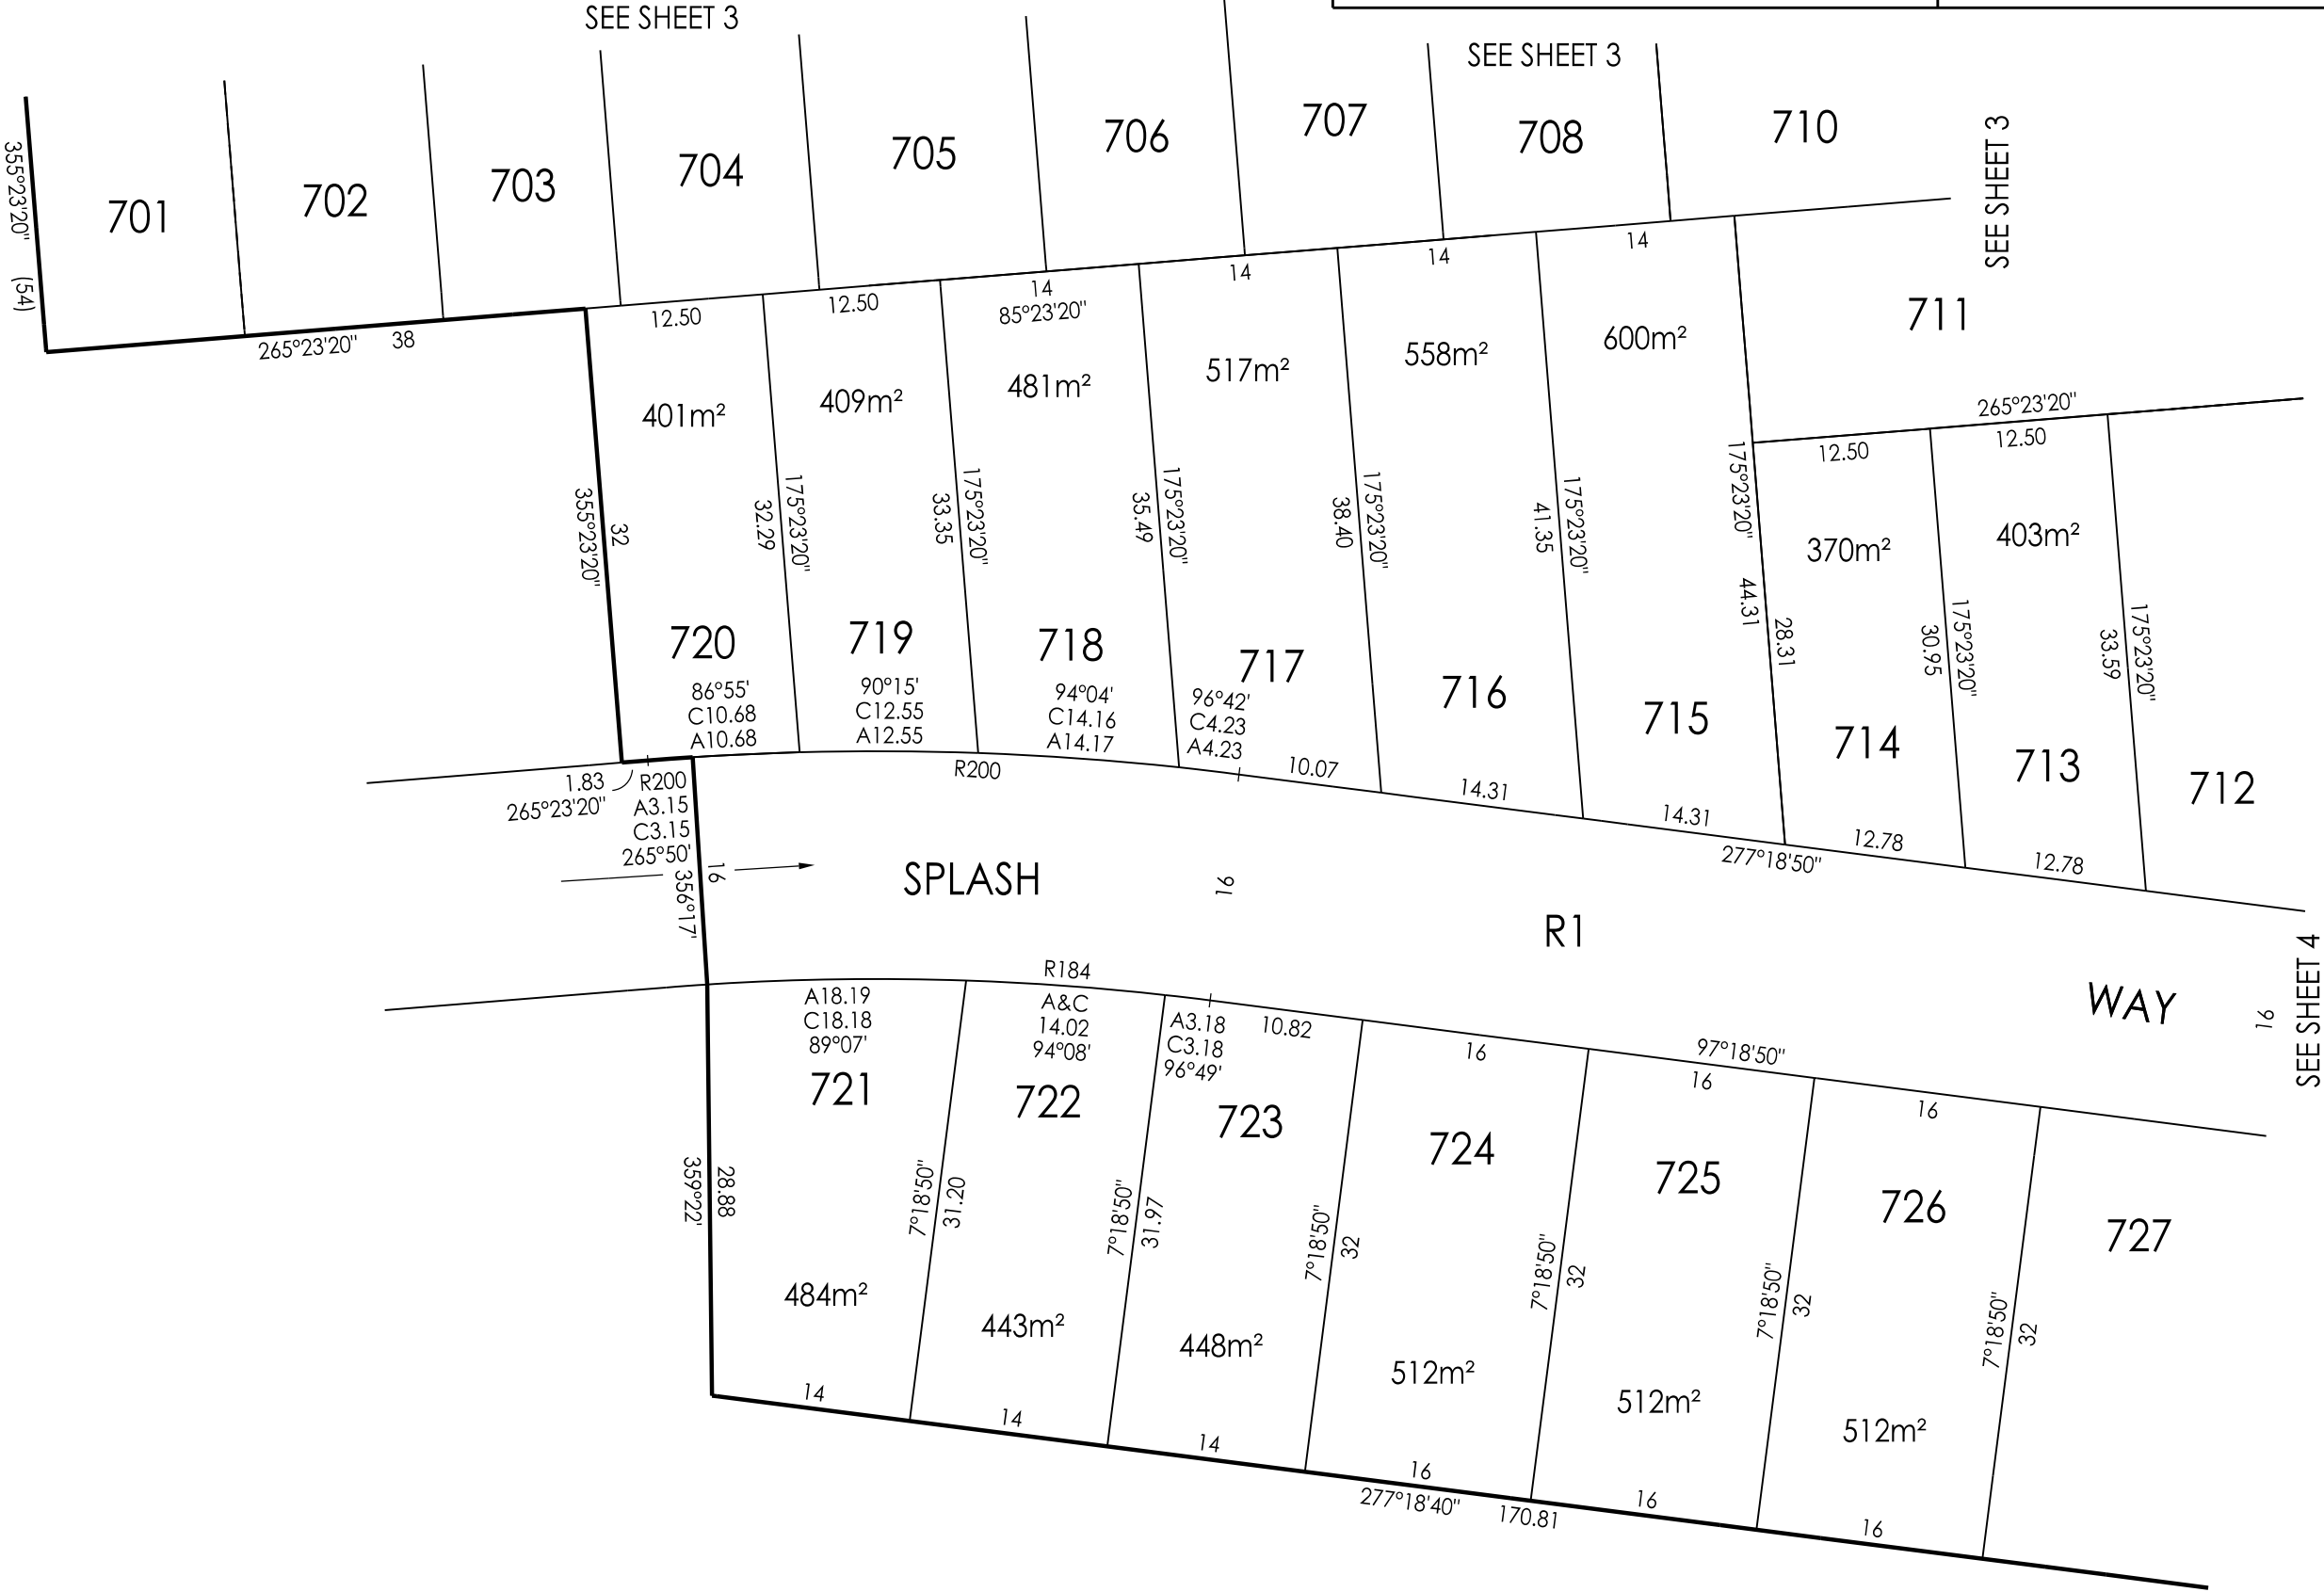 SEE SHEET 3
SEE SHEET 3
SEE SHEET 3
701
702
703
704
705
706
707
708
710
711
355°23'20" (54)
265°23'20" 38
12.50
12.50
14
85°23'20"
14
14
14
401m²
409m²
481m²
517m²
558m²
600m²
265°23'20"
12.50
12.50
370m²
403m²
355°23'20"
32
32.29
175°23'20"
33.35
175°23'20"
35.49
175°23'20"
38.40
175°23'20"
41.35
175°23'20"
175°23'20" 44.31
28.31
30.95
175°23'20"
33.59
175°23'20"
720
86°55'
C10.68
A10.68
719
90°15'
C12.55
A12.55
718
94°04'
C14.16
A14.17
717
96°42'
C4.23
A4.23
716
715
714
713
712
R200
10.07
14.31
14.31
12.78
12.78
277°18'50"
1.83
265°23'20"
R200
A3.15
C3.15
265°50'
356°17'
16
SPLASH
16
R1
WAY
16
SEE SHEET 4
R184
A18.19
C18.18
89°07'
721
A&C
14.02
94°08'
722
A3.18
C3.18
96°49'
723
10.82
16
97°18'50"
16
16
724
725
726
727
359°22'
28.88
7°18'50"
31.20
7°18'50"
31.97
7°18'50"
32
7°18'50"
32
7°18'50"
32
7°18'50"
32
484m²
443m²
448m²
512m²
512m²
512m²
14
14
14
16
277°18'40" 170.81
16
16